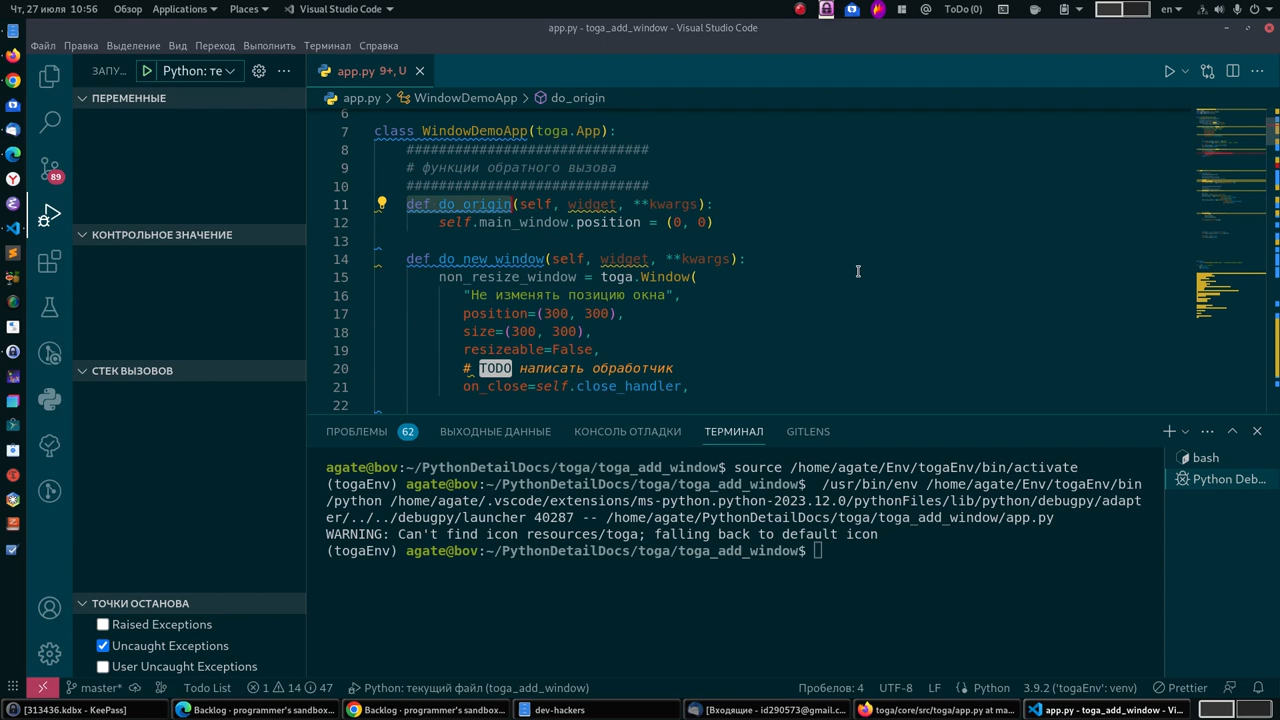 Чт, 27 июля 10:56 Обзор Applications Places Visual Studio Code ToDo (0) en
app.py - toga_add_window - Visual Studio Code
Файл Правка Выделение Вид Переход Выполнить Терминал Справка
ЗАПУ... Python: те app.py 9+, U
ПЕРЕМЕННЫЕ
app.py > WindowDemoApp > do_origin
6
7 class WindowDemoApp(toga.App):
8 ##############################
9 # функции обратного вызова
10 ##############################
11 def do_origin(self, widget, **kwargs):
12 self.main_window.position = (0, 0)
13
14 def do_new_window(self, widget, **kwargs):
15 non_resize_window = toga.Window(
16 "Не изменять позицию окна",
17 position=(300, 300),
18 size=(300, 300),
19 resizeable=False,
20 # TODO написать обработчик
21 on_close=self.close_handler,
22
89
КОНТРОЛЬНОЕ ЗНАЧЕНИЕ
СТЕК ВЫЗОВОВ
ПРОБЛЕМЫ 62 ВЫХОДНЫЕ ДАННЫЕ КОНСОЛЬ ОТЛАДКИ ТЕРМИНАЛ GITLENS
agate@bov:~/PythonDetailDocs/toga/toga_add_window$ source /home/agate/Env/togaEnv/bin/activate
(togaEnv) agate@bov:~/PythonDetailDocs/toga/toga_add_window$ /usr/bin/env /home/agate/Env/togaEnv/bin
/python /home/agate/.vscode/extensions/ms-python.python-2023.12.0/pythonFiles/lib/python/debugpy/adapt
er/../../debugpy/launcher 40287 -- /home/agate/PythonDetailDocs/toga/toga_add_window/app.py
WARNING: Can't find icon resources/toga; falling back to default icon
(togaEnv) agate@bov:~/PythonDetailDocs/toga/toga_add_window$
bash
Python Deb...
ТОЧКИ ОСТАНОВА
Raised Exceptions
Uncaught Exceptions
User Uncaught Exceptions
master* Todo List 1 14 47 Python: текущий файл (toga_add_window) Пробелов: 4 UTF-8 LF Python 3.9.2 ('togaEnv': venv) Prettier
[313436.kdbx - KeePass] Backlog · programmer's sandbox... Backlog · programmer's sandbox... dev-hackers [Входящие - id290573@gmail.c... toga/core/src/toga/app.py at m... app.py - toga_add_window - Vi...